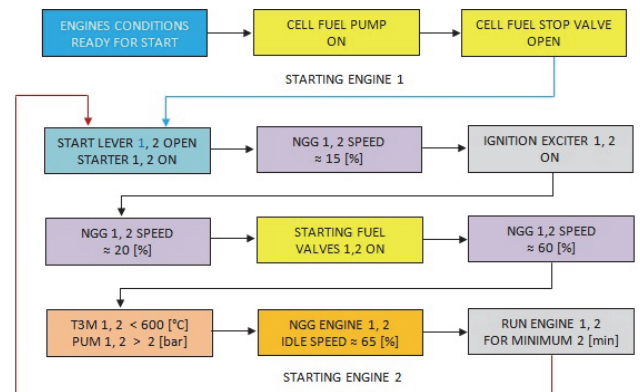 ENGINES CONDITIONS
READY FOR START
CELL FUEL PUMP
ON
CELL FUEL STOP VALVE
OPEN
STARTING ENGINE 1
START LEVER 1, 2 OPEN
STARTER 1, 2 ON
NGG 1, 2 SPEED
≈ 15 [%]
IGNITION EXCITER 1, 2
ON
NGG 1, 2 SPEED
≈ 20 [%]
STARTING FUEL
VALVES 1,2 ON
NGG 1,2 SPEED
≈ 60 [%]
T3M 1, 2 < 600 [°C]
PUM 1, 2 > 2 [bar]
NGG ENGINE 1, 2
IDLE SPEED ≈ 65 [%]
RUN ENGINE 1, 2
FOR MINIMUM 2 [min]
STARTING ENGINE 2